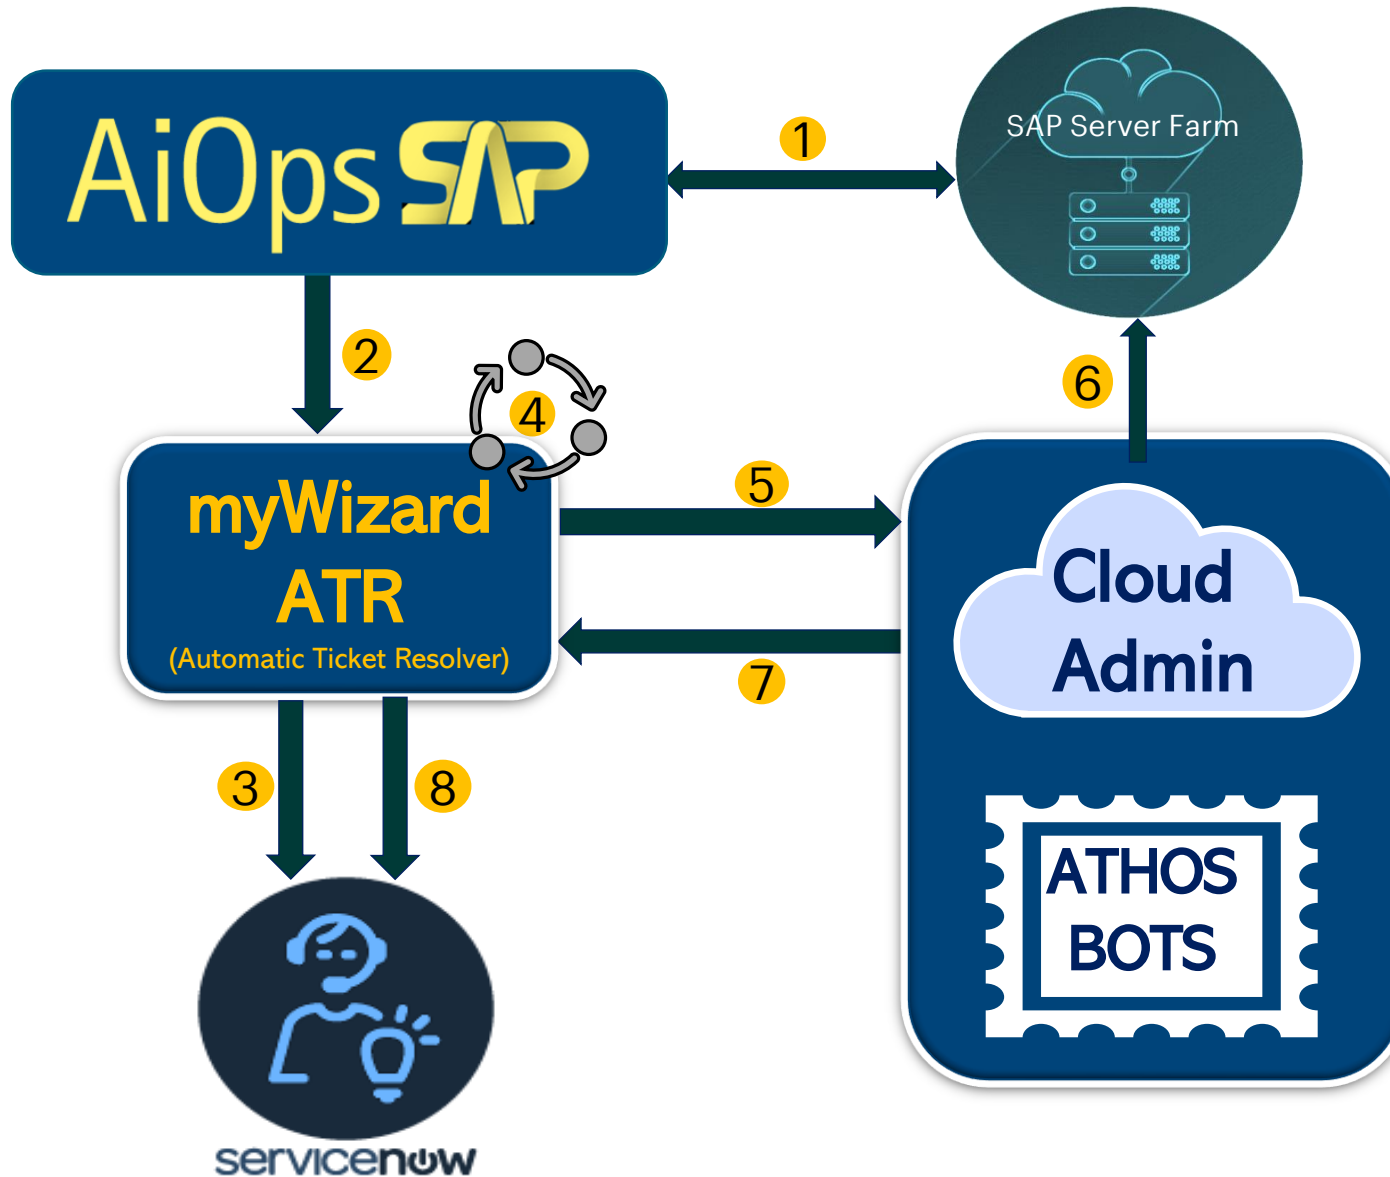 AiOps SAP
1
SAP Server Farm
2
4
6
myWizard
ATR
(Automatic Ticket Resolver)
5
7
Cloud
Admin
3
8
ATHOS
BOTS
servicenow